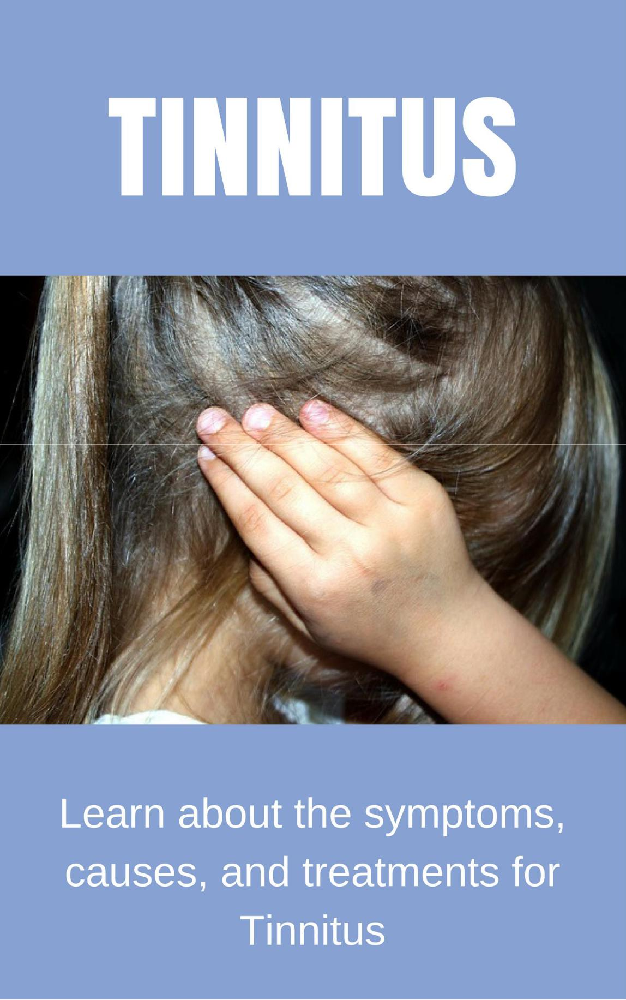 TINNITUS
Learn about the symptoms,
causes, and treatments for
Tinnitus